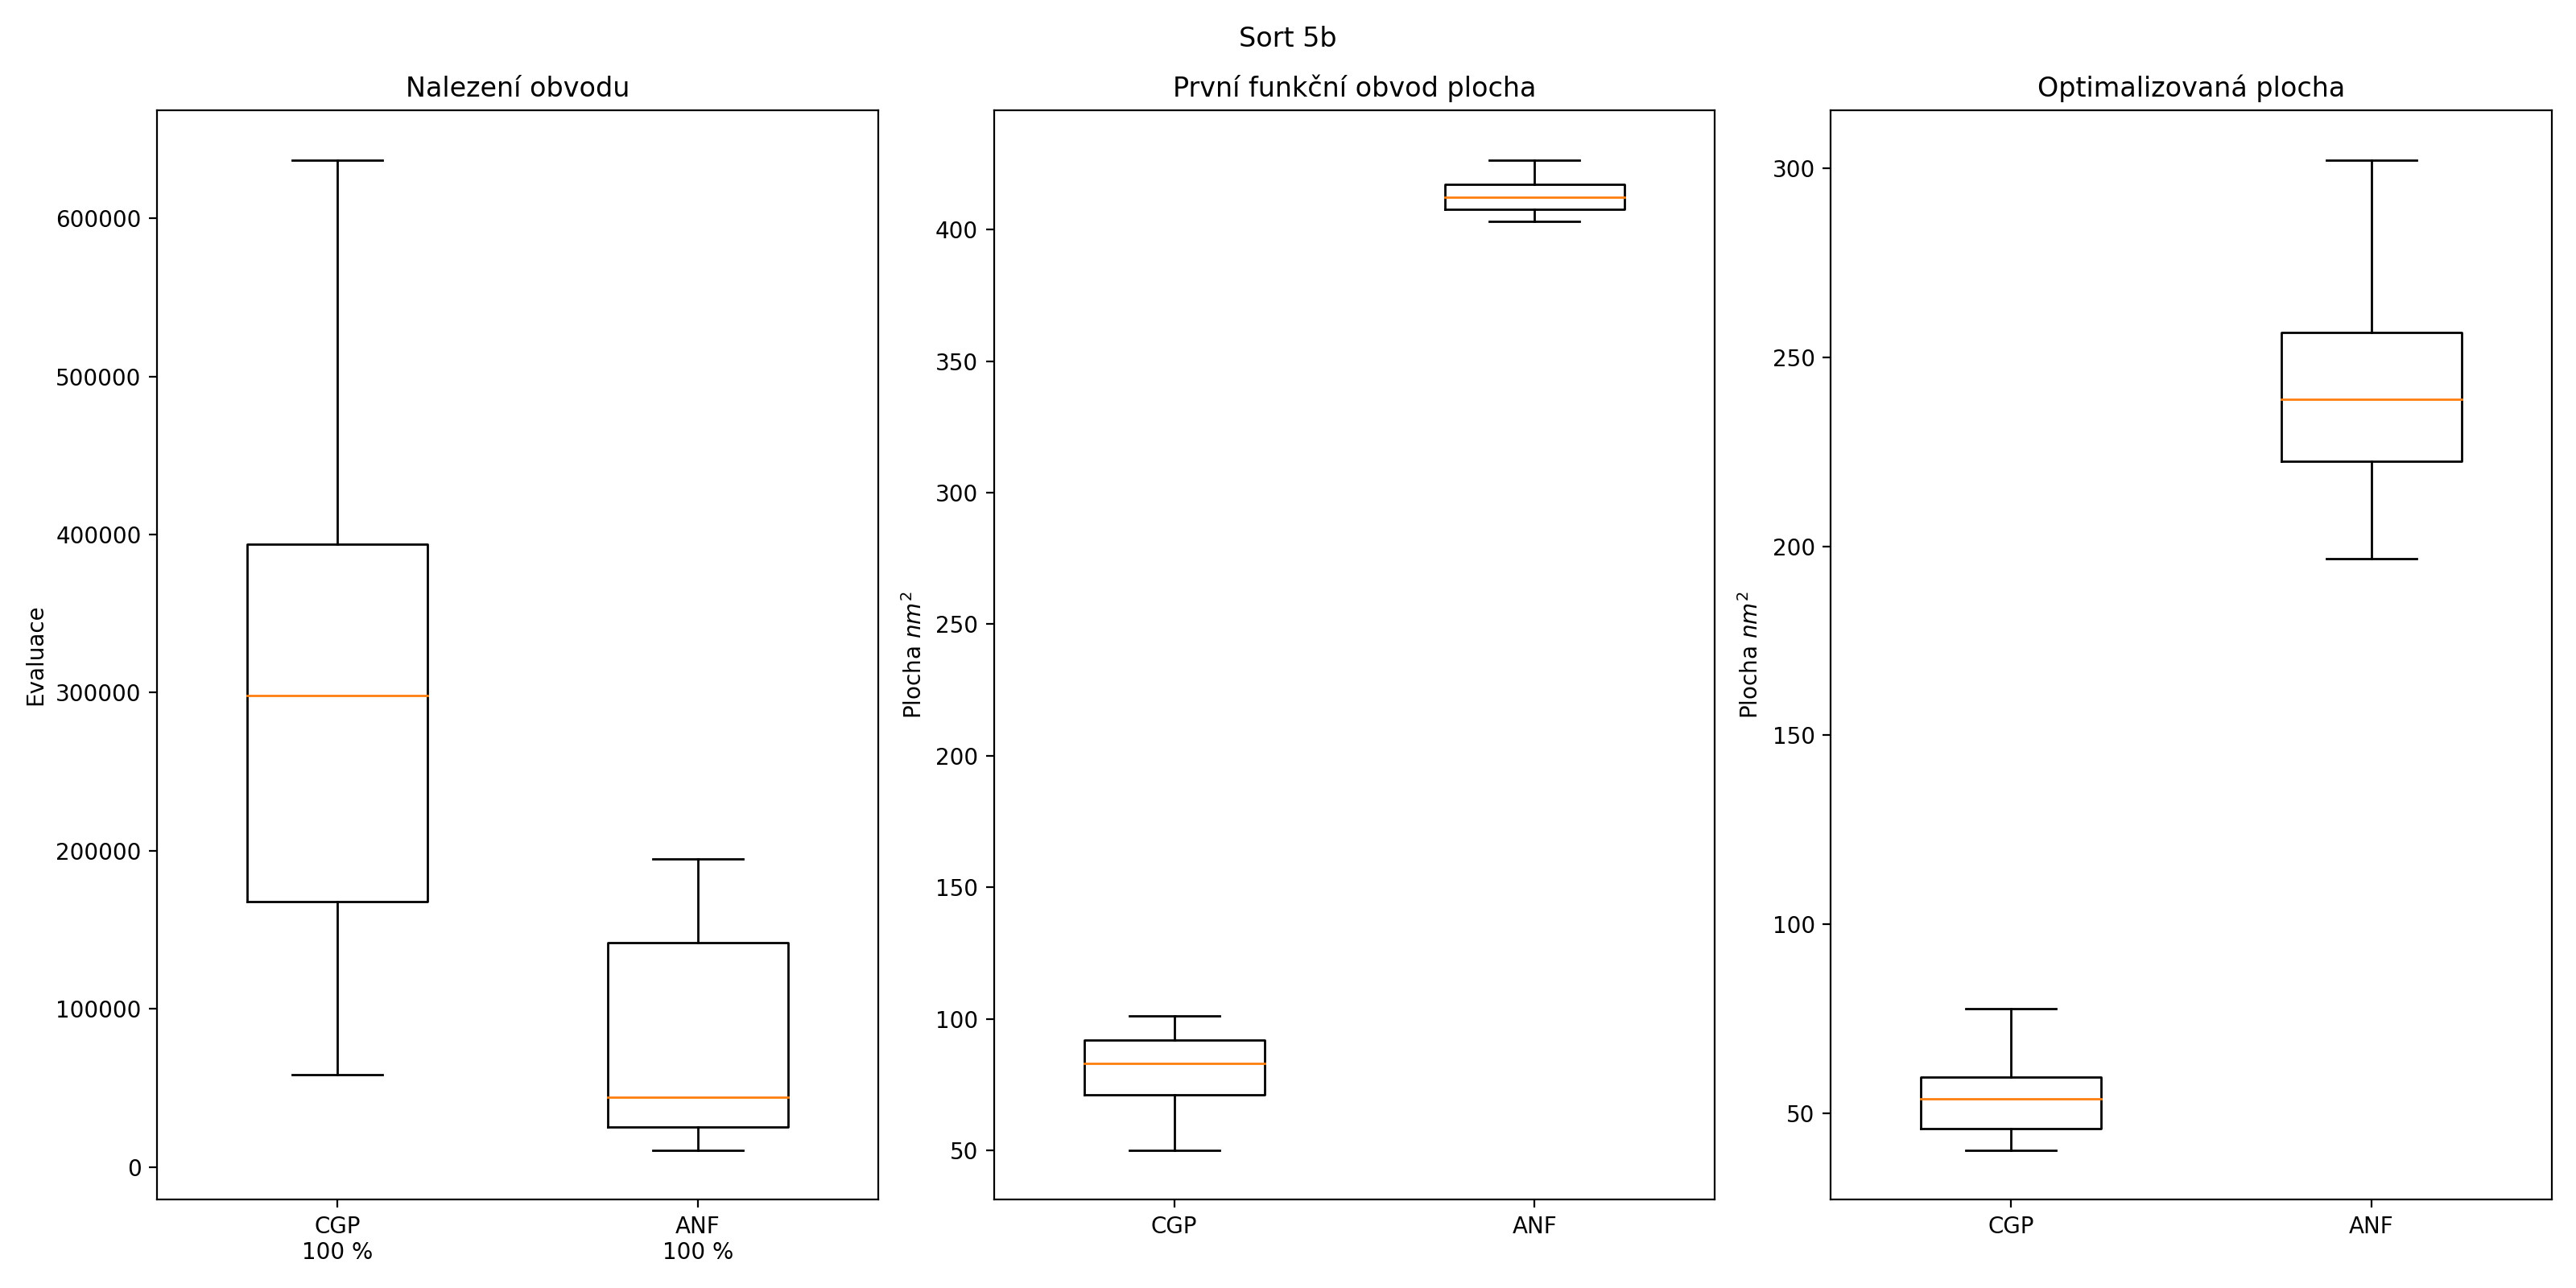 Sort 5b
Nalezení obvodu
Evaluace
600000
500000
400000
300000
200000
100000
0
CGP
100 %
ANF
100 %
První funkční obvod plocha
Plocha nm²
400
350
300
250
200
150
100
50
CGP
ANF
Optimalizovaná plocha
Plocha nm²
300
250
200
150
100
50
CGP
ANF